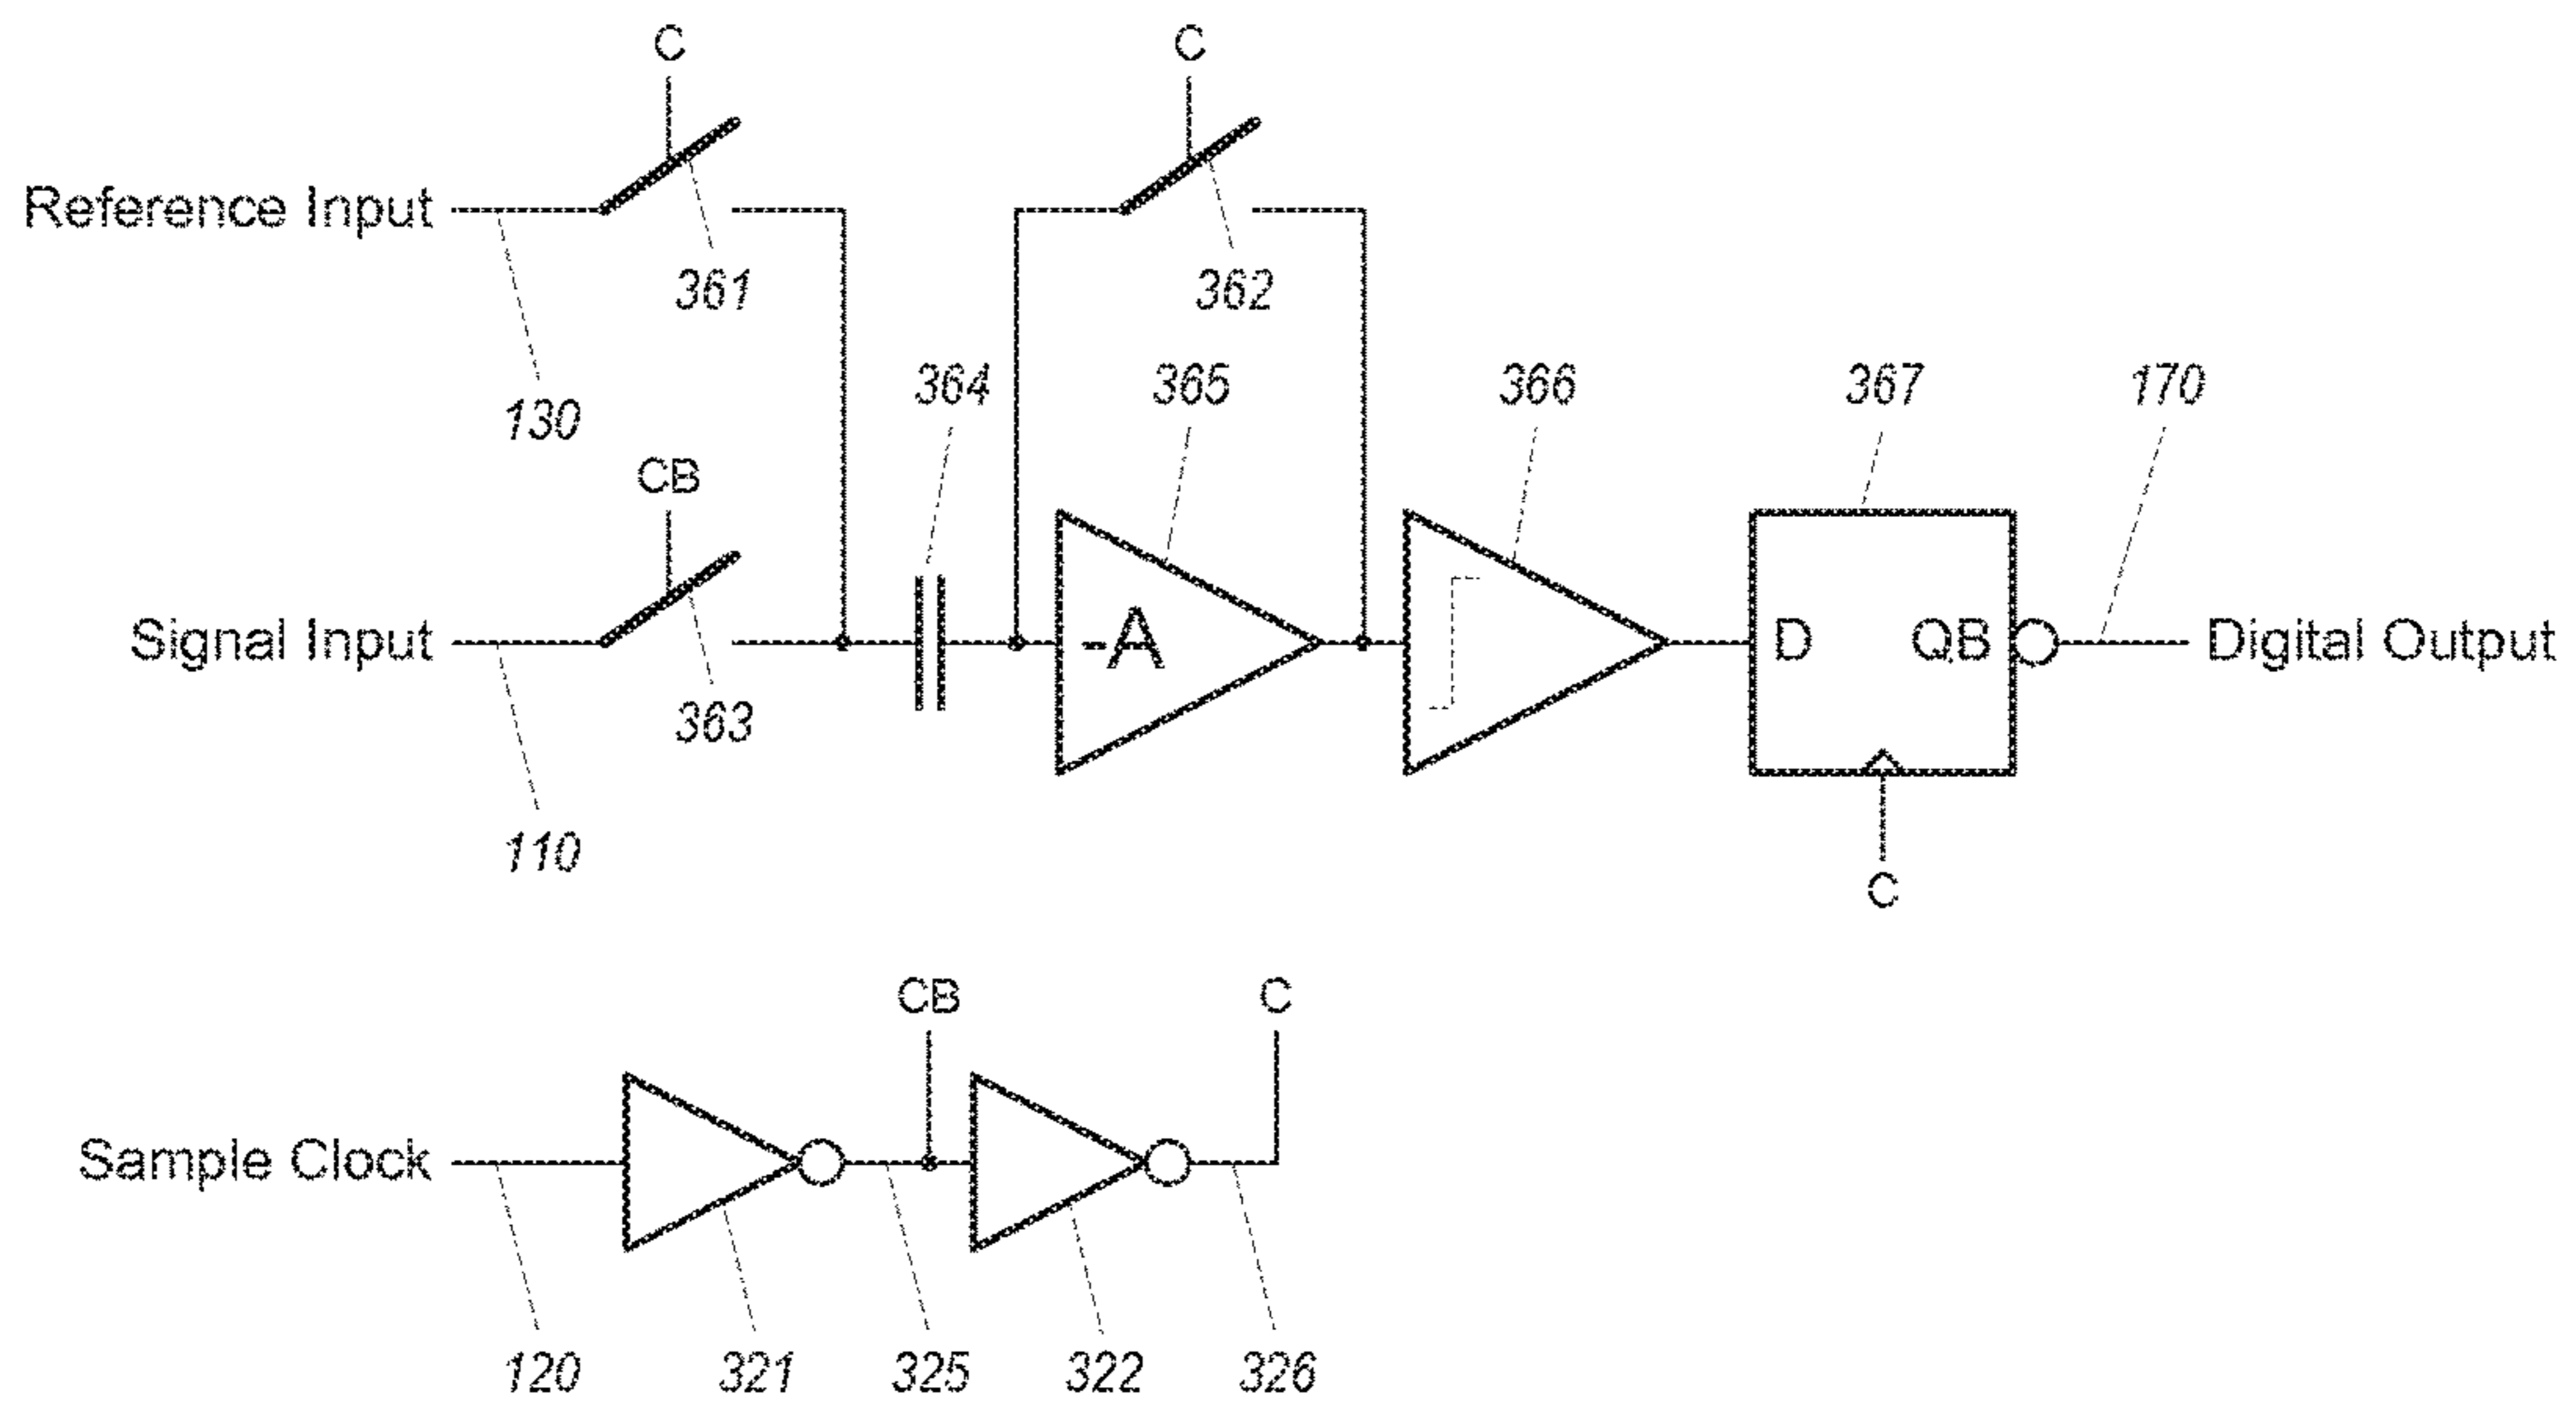 C C
Reference Input
361 362
130
364 365 366 367 170
CB
Signal Input -A D QB Digital Output
363
110
C
CB C
Sample Clock
120 321 325 322 326